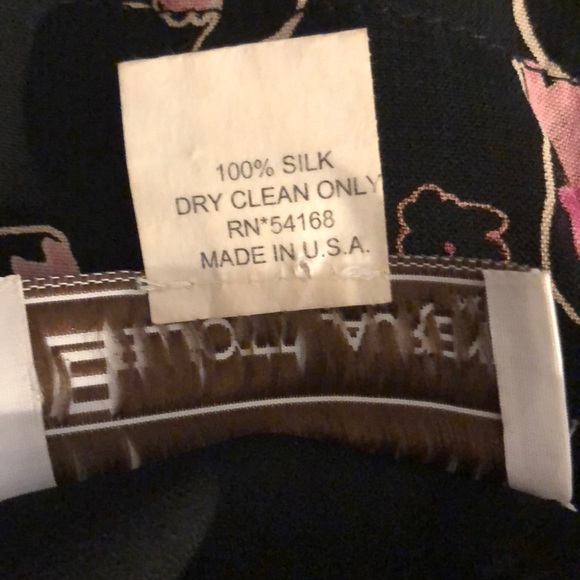 100% SILK
DRY CLEAN ONLY
RN*54168
MADE IN U.S.A.